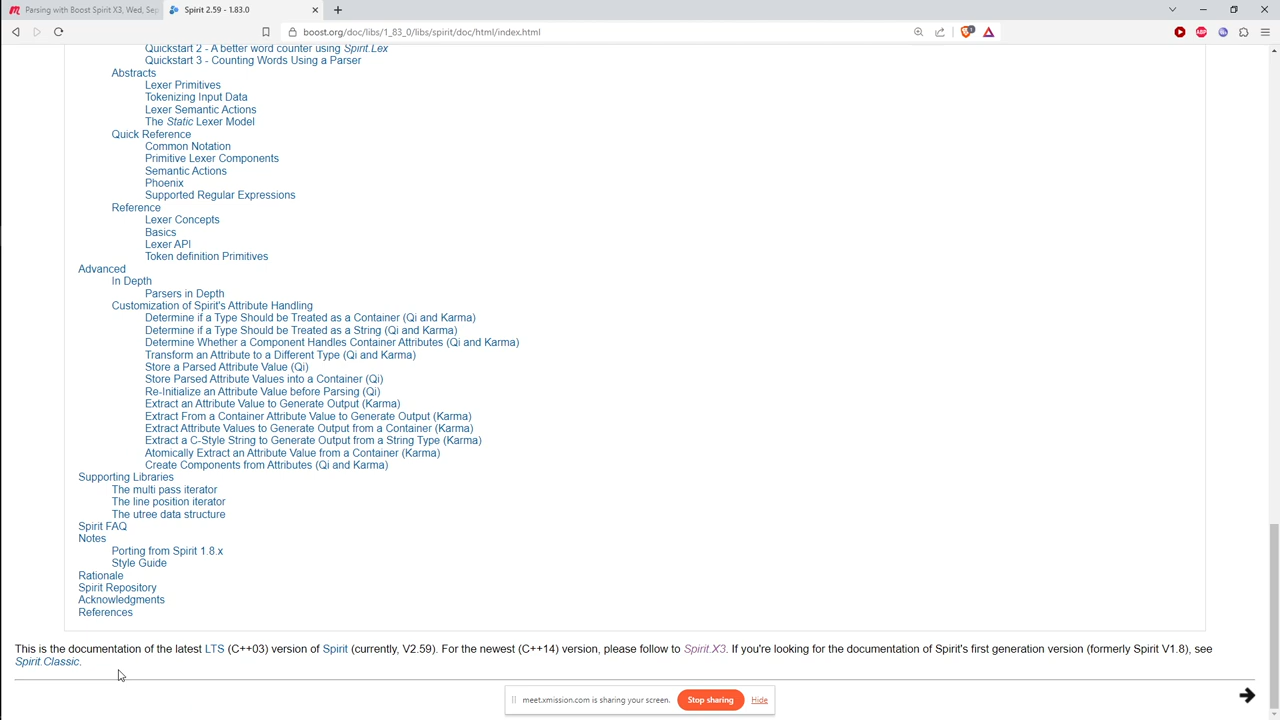 Parsing with Boost Spirit X3, Wed, Sep
Spirit 2.59 - 1.83.0
boost.org/doc/libs/1_83_0/libs/spirit/doc/html/index.html
Quickstart 2 - A better word counter using Spirit.Lex
Quickstart 3 - Counting Words Using a Parser
Abstracts
Lexer Primitives
Tokenizing Input Data
Lexer Semantic Actions
The Static Lexer Model
Quick Reference
Common Notation
Primitive Lexer Components
Semantic Actions
Phoenix
Supported Regular Expressions
Reference
Lexer Concepts
Basics
Lexer API
Token definition Primitives
Advanced
In Depth
Parsers in Depth
Customization of Spirit's Attribute Handling
Determine if a Type Should be Treated as a Container (Qi and Karma)
Determine if a Type Should be Treated as a String (Qi and Karma)
Determine Whether a Component Handles Container Attributes (Qi and Karma)
Transform an Attribute to a Different Type (Qi and Karma)
Store a Parsed Attribute Value (Qi)
Store Parsed Attribute Values into a Container (Qi)
Re-Initialize an Attribute Value before Parsing (Qi)
Extract an Attribute Value to Generate Output (Karma)
Extract From a Container Attribute Value to Generate Output (Karma)
Extract Attribute Values to Generate Output from a Container (Karma)
Extract a C-Style String to Generate Output from a String Type (Karma)
Atomically Extract an Attribute Value from a Container (Karma)
Create Components from Attributes (Qi and Karma)
Supporting Libraries
The multi pass iterator
The line position iterator
The utree data structure
Spirit FAQ
Notes
Porting from Spirit 1.8.x
Style Guide
Rationale
Spirit Repository
Acknowledgments
References
This is the documentation of the latest LTS (C++03) version of Spirit (currently, V2.59). For the newest (C++14) version, please follow to Spirit.X3. If you're looking for the documentation of Spirit's first generation version (formerly Spirit V1.8), see
Spirit.Classic.
meet.xmission.com is sharing your screen. Stop sharing Hide